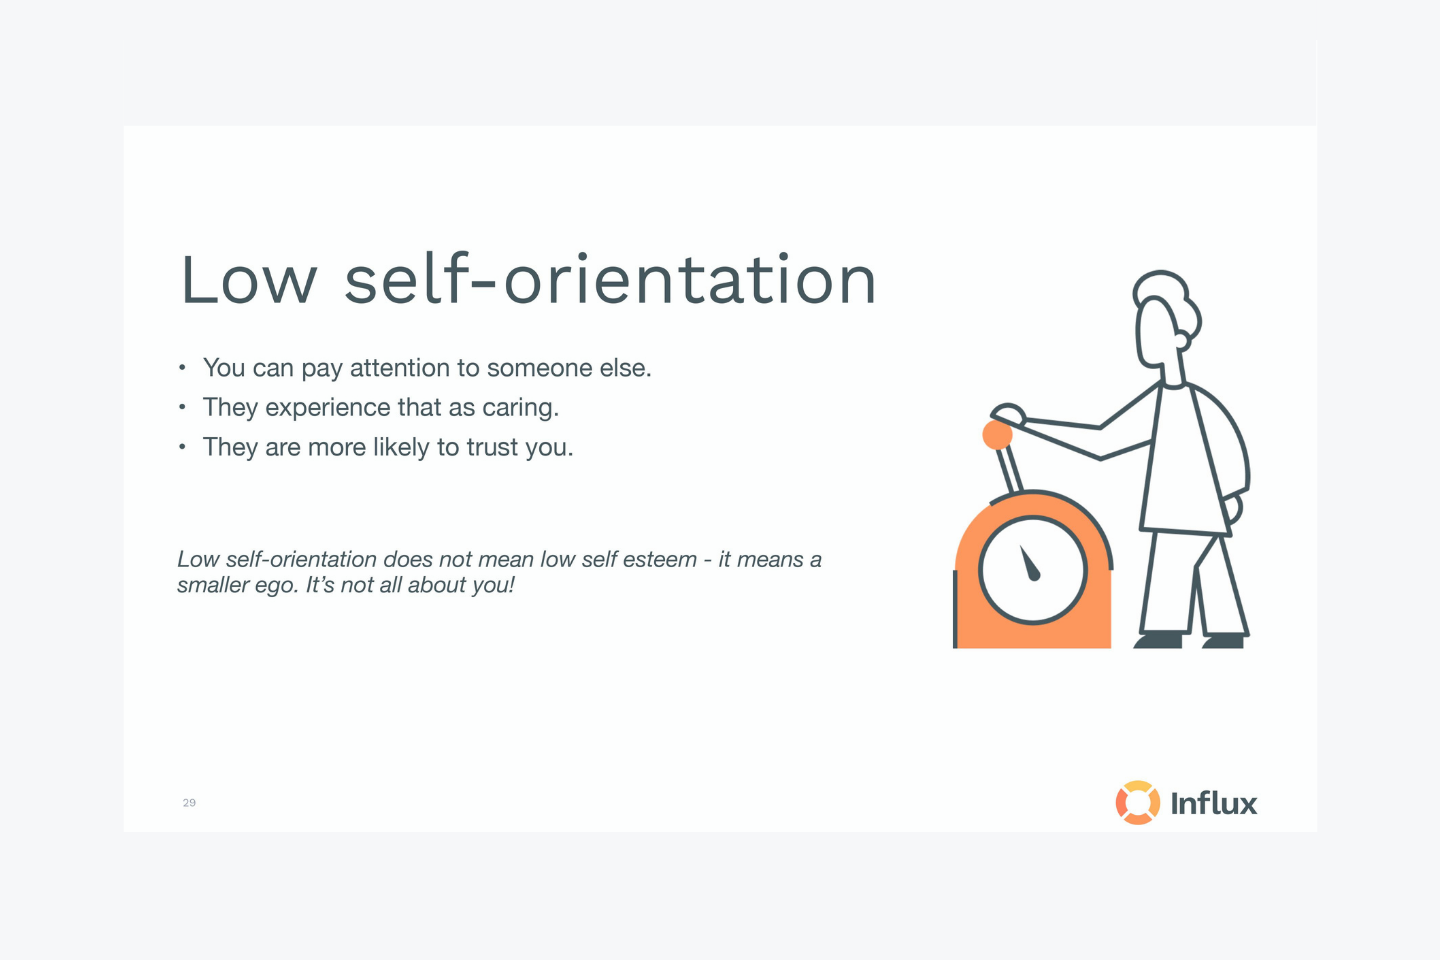 Low self-orientation
• You can pay attention to someone else.
• They experience that as caring.
• They are more likely to trust you.
Low self-orientation does not mean low self esteem - it means a
smaller ego. It’s not all about you!
29
Influx